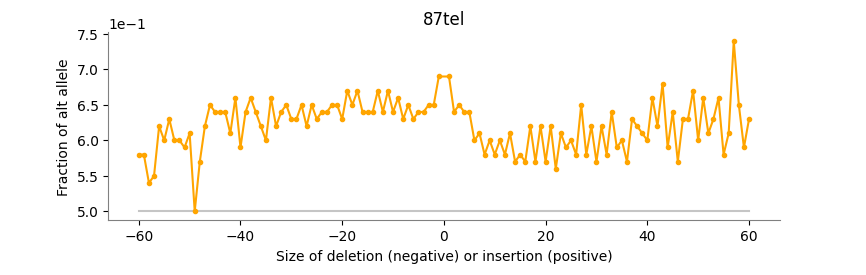 87tel
1e−1
Fraction of alt allele
7.5
7.0
6.5
6.0
5.5
5.0
−60 −40 −20 0 20 40 60
Size of deletion (negative) or insertion (positive)